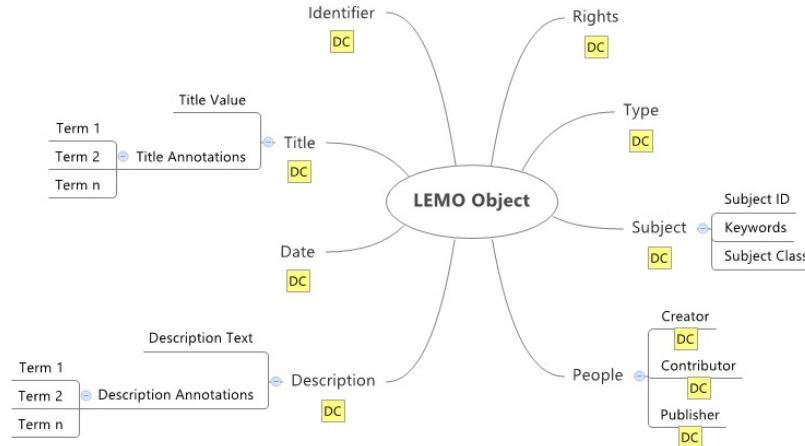 Identifier
DC
Rights
DC
Title Value
Term 1
Term 2
Term n
Title Annotations
Title
DC
Type
DC
LEMO Object
Subject
DC
Subject ID
Keywords
Subject Class
Date
DC
Description Text
Term 1
Term 2
Term n
Description Annotations
Description
DC
People
Creator
DC
Contributor
DC
Publisher
DC